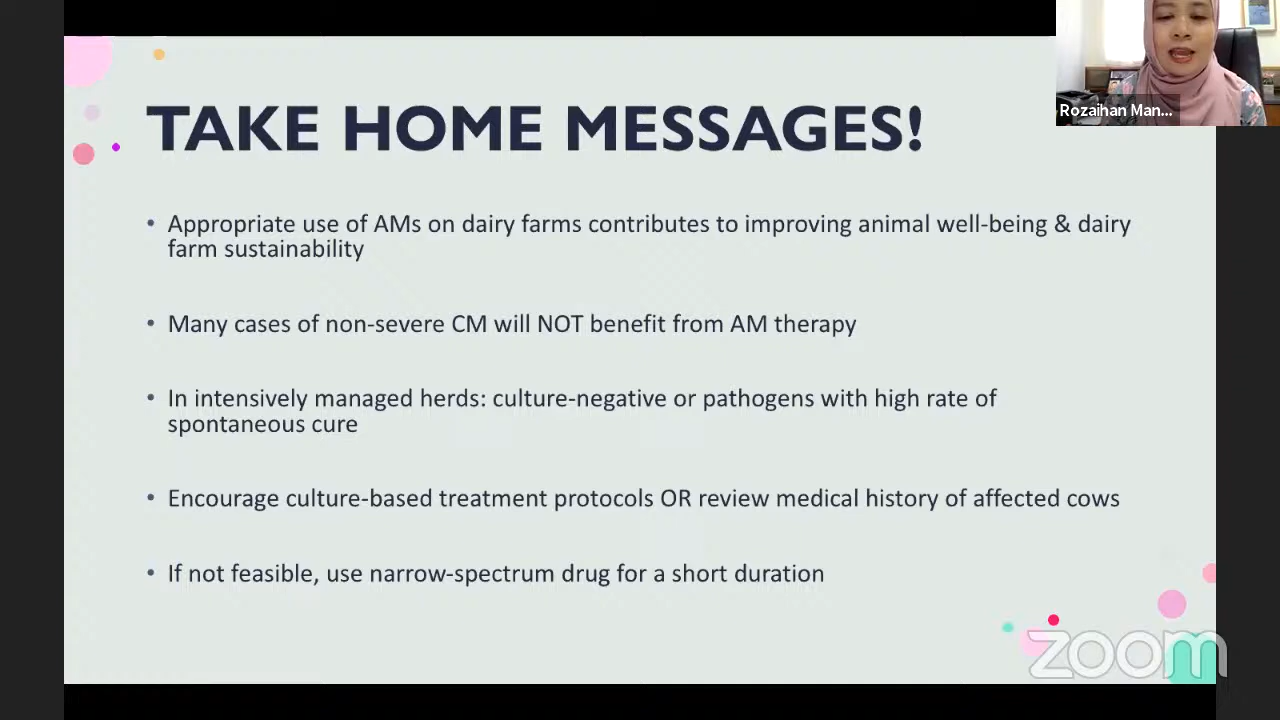 Rozaihan Man...
TAKE HOME MESSAGES!
• Appropriate use of AMs on dairy farms contributes to improving animal well-being & dairy
farm sustainability
• Many cases of non-severe CM will NOT benefit from AM therapy
• In intensively managed herds: culture-negative or pathogens with high rate of
spontaneous cure
• Encourage culture-based treatment protocols OR review medical history of affected cows
• If not feasible, use narrow-spectrum drug for a short duration
zoom